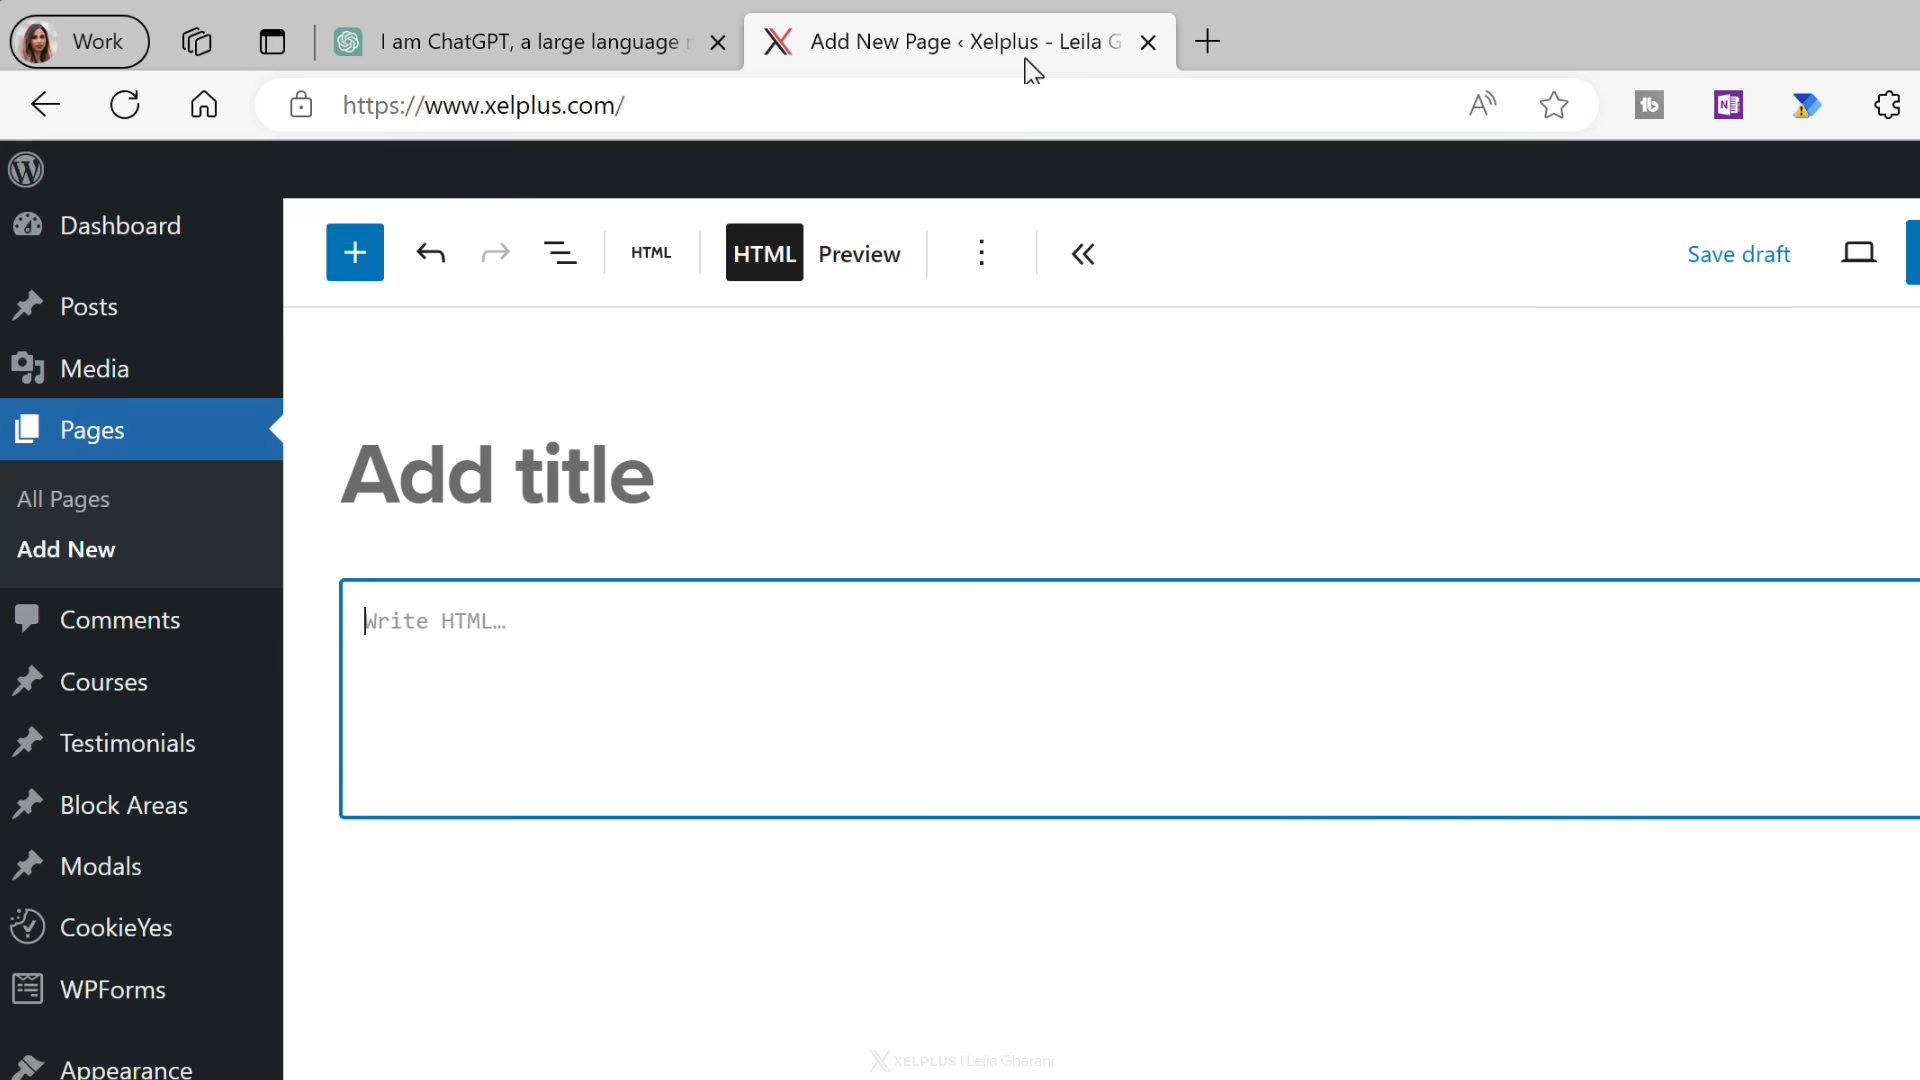 Work
I am ChatGPT, a large language
Add New Page ‹ Xelplus - Leila G
https://www.xelplus.com/
Dashboard
Posts
Media
Pages
All Pages
Add New
Comments
Courses
Testimonials
Block Areas
Modals
CookieYes
WPForms
Appearance
HTML
HTML Preview
Save draft
Add title
Write HTML…
XELPLUS | Leila Gharani